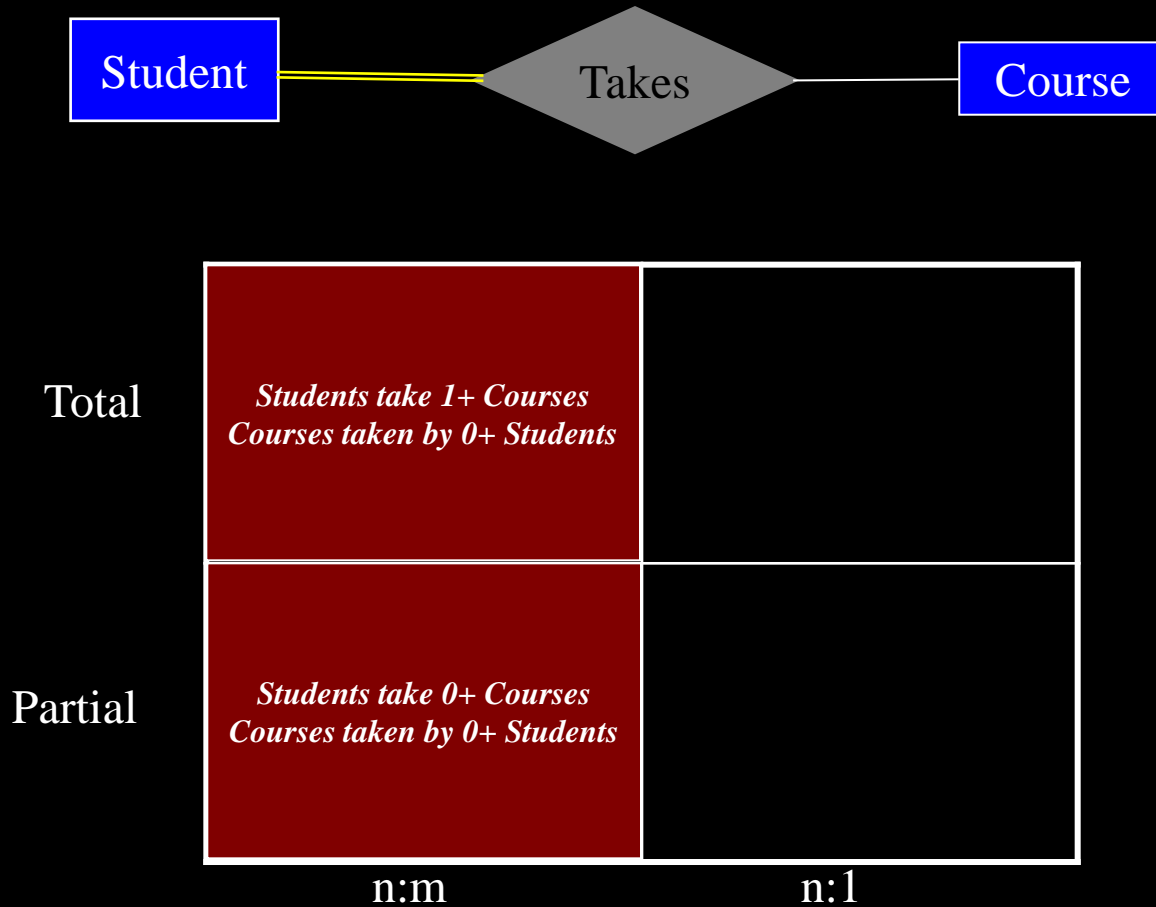 Student
Takes
Course
Total
Students take 1+ Courses
Courses taken by 0+ Students
Partial
Students take 0+ Courses
Courses taken by 0+ Students
n:m
n:1